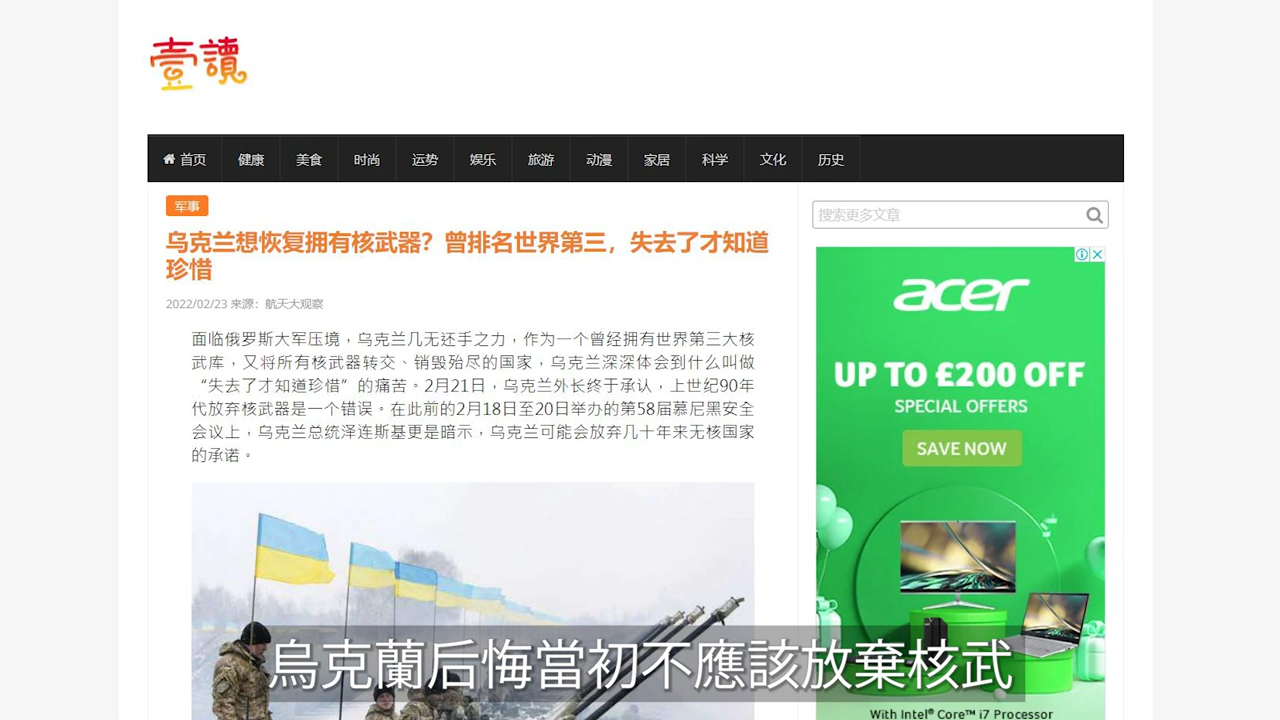 壹讀
首页 健康 美食 时尚 运势 娱乐 旅游 动漫 家居 科学 文化 历史
军事
乌克兰想恢复拥有核武器？曾排名世界第三，失去了才知道
珍惜
2022/02/23 来源：航天大观察
面临俄罗斯大军压境，乌克兰几无还手之力，作为一个曾经拥有世界第三大核
武库，又将所有核武器转交、销毁殆尽的国家，乌克兰深深体会到什么叫做
“失去了才知道珍惜”的痛苦。2月21日，乌克兰外长终于承认，上世纪90年
代放弃核武器是一个错误。在此前的2月18日至20日举办的第58届慕尼黑安全
会议上，乌克兰总统泽连斯基更是暗示，乌克兰可能会放弃几十年来无核国家
的承诺。
搜索更多文章
acer
UP TO £200 OFF
SPECIAL OFFERS
SAVE NOW
With Intel® Core™ i7 Processor
烏克蘭后悔當初不應該放棄核武